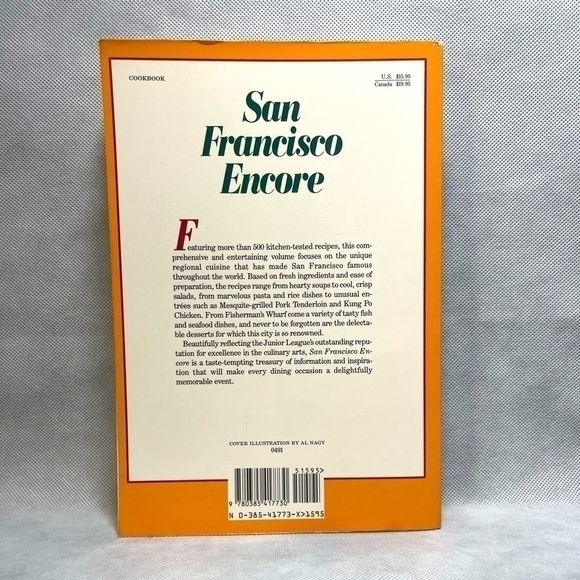 COOKBOOK
U.S. $15.95
Canada $19.95
San
Francisco
Encore
Featuring more than 500 kitchen-tested recipes, this com-
prehensive and entertaining volume focuses on the unique
regional cuisine that has made San Francisco famous
throughout the world. Based on fresh ingredients and ease of
preparation, the recipes range from hearty soups to cool, crisp
salads, from marvelous pasta and rice dishes to unusual en-
trées such as Mesquite-grilled Pork Tenderloin and Kung Po
Chicken. From Fisherman's Wharf come a variety of tasty fish
and seafood dishes, and never to be forgotten are the delecta-
ble desserts for which this city is so renowned.
Beautifully reflecting the Junior League's outstanding repu-
tation for excellence in the culinary arts, San Francisco En-
core is a taste-tempting treasury of information and inspira-
tion that will make every dining occasion a delightfully
memorable event.
COVER ILLUSTRATION BY AL NAGY
0491
51595>
9 780385 417730
N 0-385-41773-X>1595